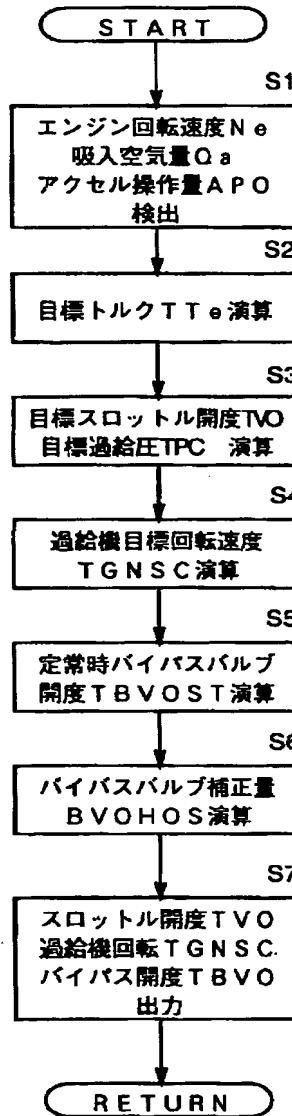 START
S1
エンジン回転速度Ne
吸入空気量Qa
アクセル操作量APO
検出
S2
目標トルクTTe演算
S3
目標スロットル開度TVO
目標過給圧TPC 演算
S4
過給機目標回転速度
TGNSC演算
S5
定常時バイパスバルブ
開度TBVOST演算
S6
バイパスバルブ補正量
BVOHOS演算
S7
スロットル開度TVO
過給機回転TGNSC
バイパス開度TBVO
出力
RETURN